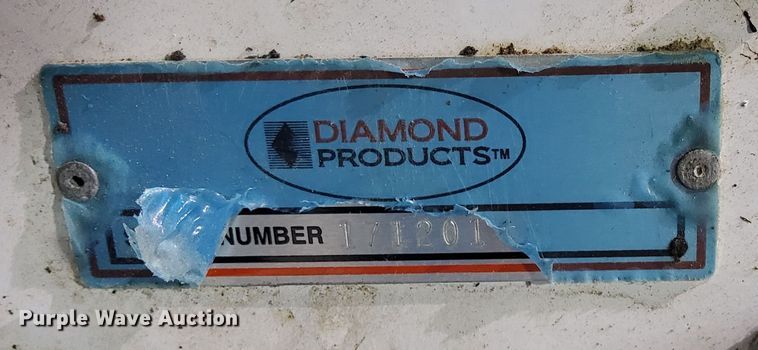 DIAMOND
PRODUCTS™
NUMBER
Purple Wave Auction